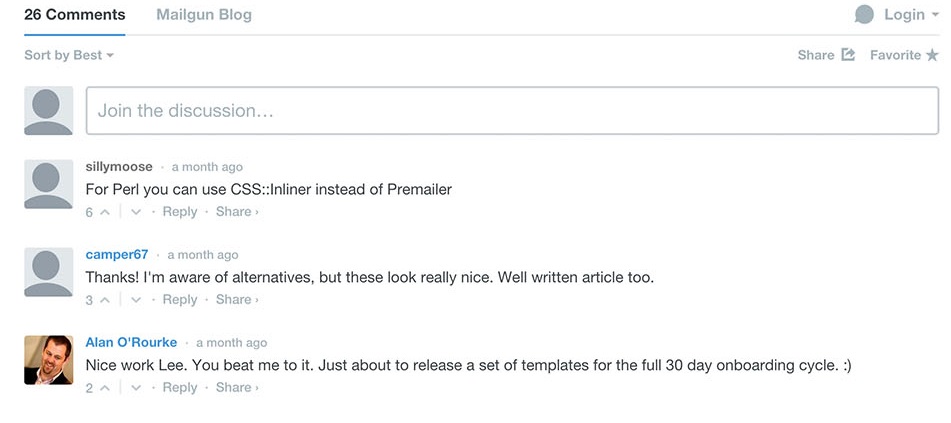 26 Comments Mailgun Blog Login
Sort by Best Share Favorite
Join the discussion…
sillymoose · a month ago
For Perl you can use CSS::Inliner instead of Premailer
6 · Reply · Share ›
camper67 · a month ago
Thanks! I'm aware of alternatives, but these look really nice. Well written article too.
3 · Reply · Share ›
Alan O'Rourke · a month ago
Nice work Lee. You beat me to it. Just about to release a set of templates for the full 30 day onboarding cycle. :)
2 · Reply · Share ›